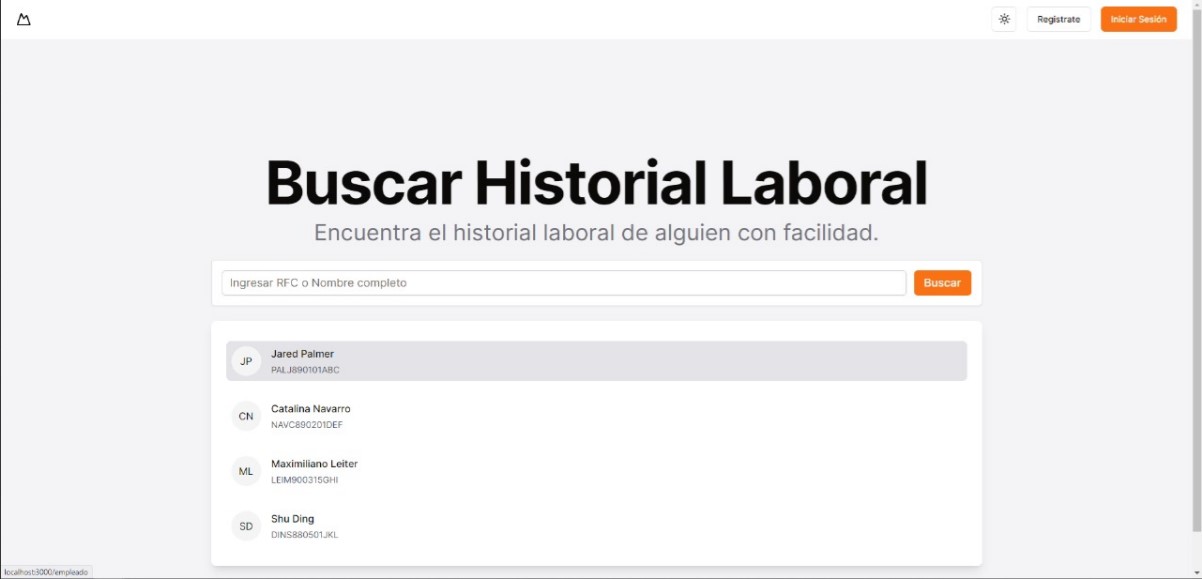 Registrate
Iniciar Sesión
Buscar Historial Laboral
Encuentra el historial laboral de alguien con facilidad.
Ingresar RFC o Nombre completo
Buscar
JP
Jared Palmer
PALJ890101ABC
CN
Catalina Navarro
NAVC890201DEF
ML
Maximiliano Leiter
LEIM900315GHI
SD
Shu Ding
DINS880501JKL
localhost:3000/empleado